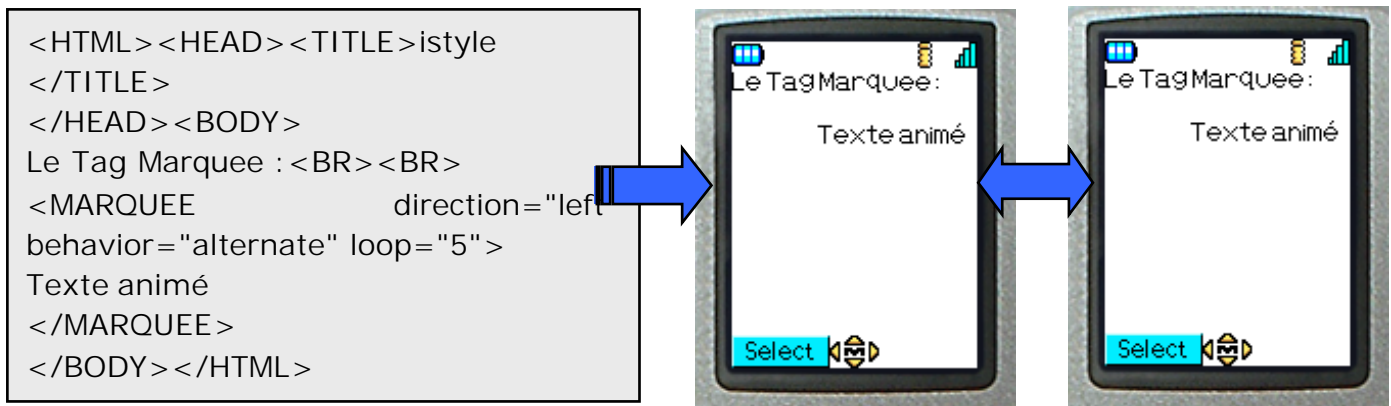 <HTML><HEAD><TITLE>istyle
</TITLE>
</HEAD><BODY>
Le Tag Marquee :<BR><BR>
<MARQUEE direction="left
behavior="alternate" loop="5">
Texte animé
</MARQUEE>
</BODY></HTML>
Le Tag Marquee :
Texte animé
Select
Le Tag Marquee :
Texte animé
Select